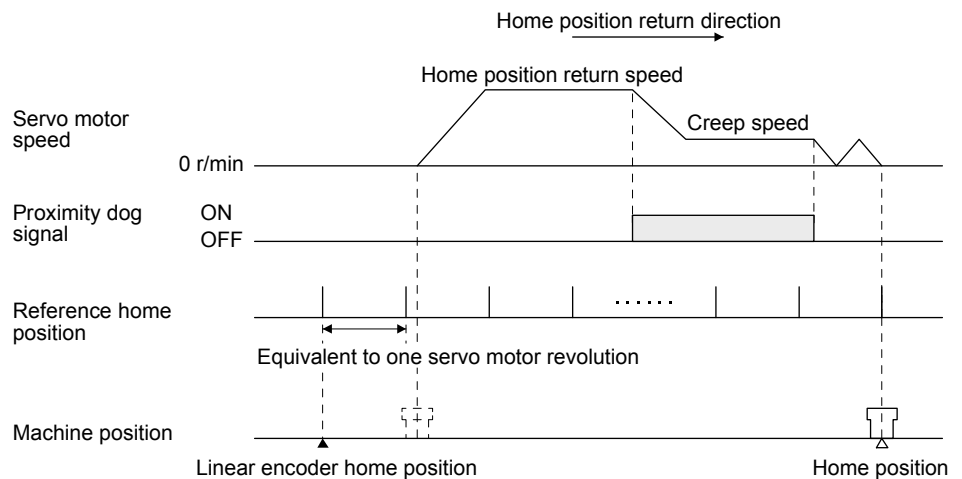 Home position return direction
Home position return speed
Servo motor
speed
Creep speed
0 r/min
Proximity dog
signal
ON
OFF
Reference home
position
......
Equivalent to one servo motor revolution
Machine position
Linear encoder home position
Home position